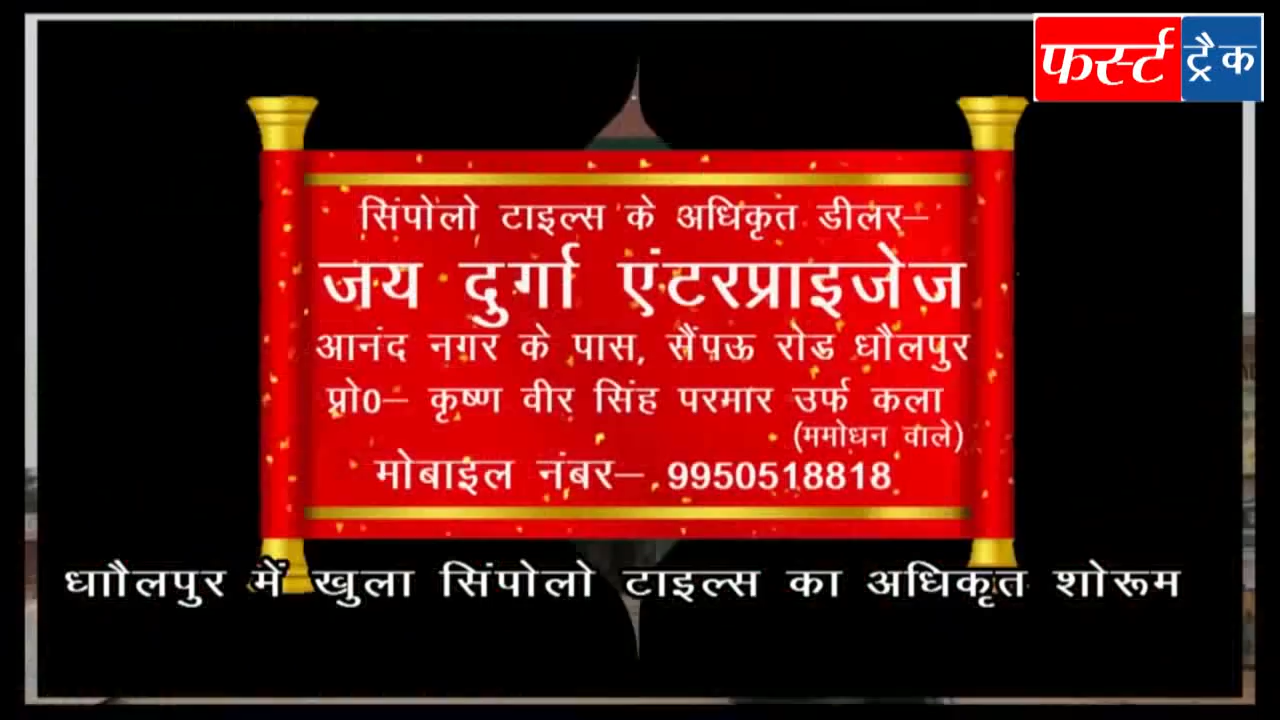 फर्स्ट ट्रैक
सिंपोलो टाइल्स के अधिकृत डीलर–
जय दुर्गा एंटरप्राइजेज
आनंद नगर के पास, सैंपऊ रोड धौलपुर
प्रो0– कृष्ण वीर सिंह परमार उर्फ कला
(ममोधन वाले)
मोबाइल नंबर– 9950518818
धाौलपुर में खुला सिंपोलो टाइल्स का अधिकृत शोरूम